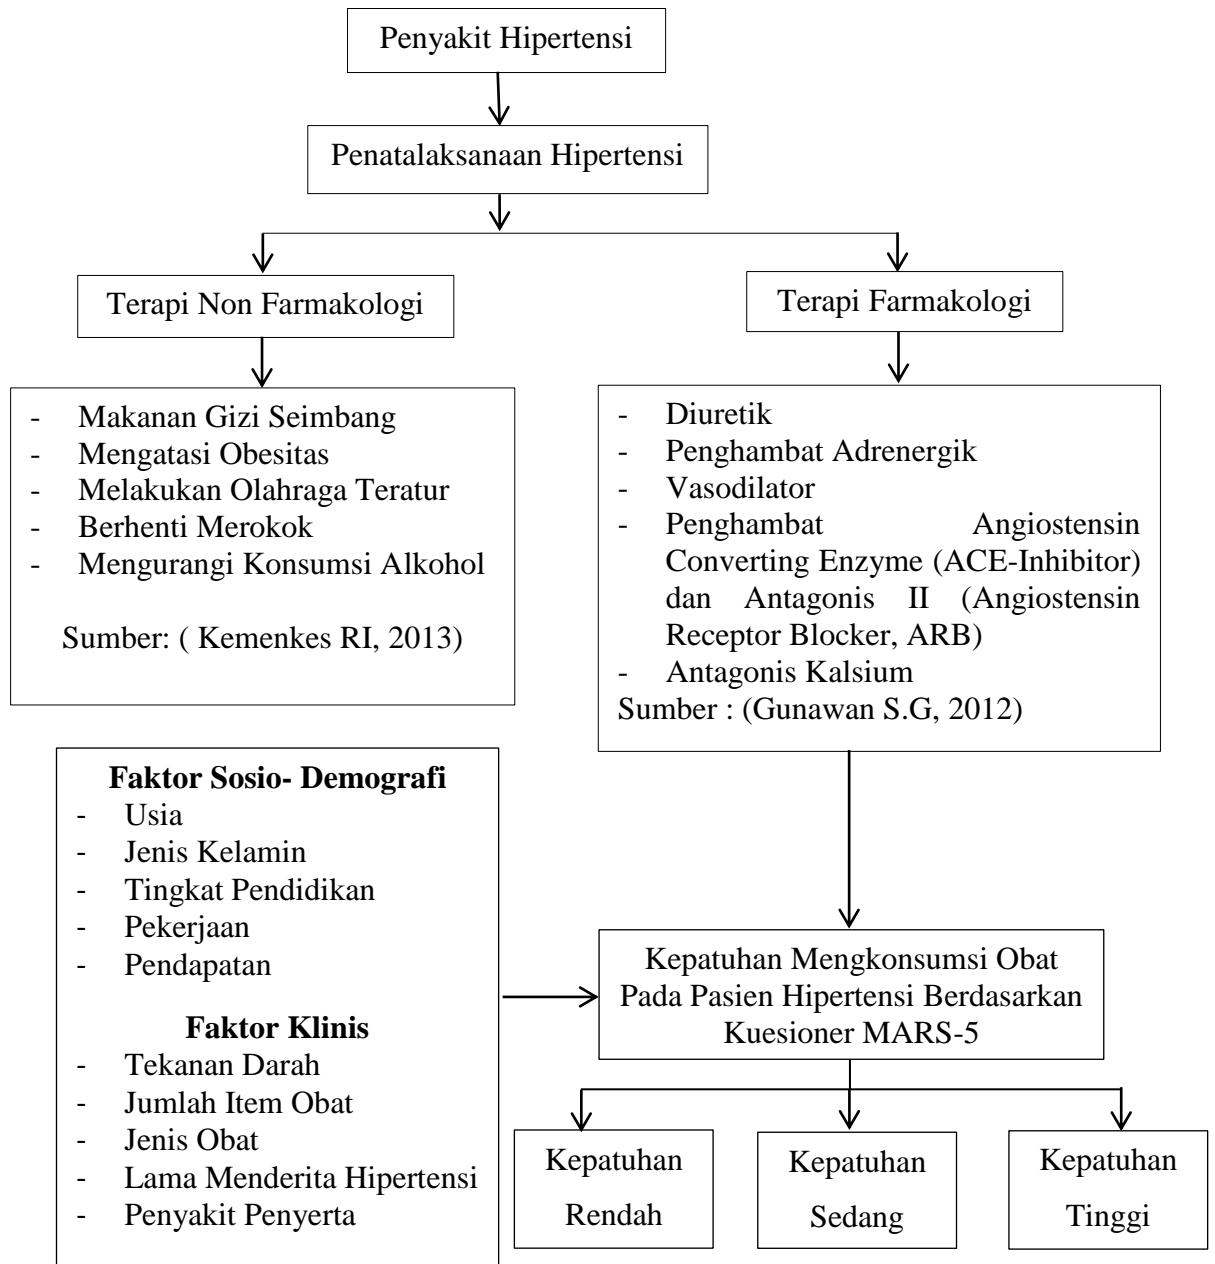 Penyakit Hipertensi
Penatalaksanaan Hipertensi
Terapi Non Farmakologi
Terapi Farmakologi
- Makanan Gizi Seimbang
- Mengatasi Obesitas
- Melakukan Olahraga Teratur
- Berhenti Merokok
- Mengurangi Konsumsi Alkohol
Sumber: ( Kemenkes RI, 2013)
- Diuretik
- Penghambat Adrenergik
- Vasodilator
- Penghambat Angiostensin
Converting Enzyme (ACE-Inhibitor)
dan Antagonis II (Angiostensin
Receptor Blocker, ARB)
- Antagonis Kalsium
Sumber : (Gunawan S.G, 2012)
Faktor Sosio- Demografi
- Usia
- Jenis Kelamin
- Tingkat Pendidikan
- Pekerjaan
- Pendapatan
Faktor Klinis
- Tekanan Darah
- Jumlah Item Obat
- Jenis Obat
- Lama Menderita Hipertensi
- Penyakit Penyerta
Kepatuhan Mengkonsumsi Obat
Pada Pasien Hipertensi Berdasarkan
Kuesioner MARS-5
Kepatuhan
Rendah
Kepatuhan
Sedang
Kepatuhan
Tinggi